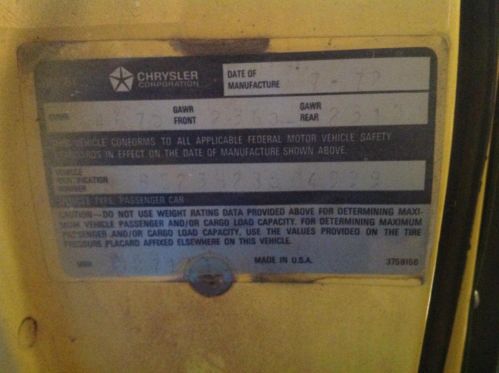 CHRYSLER
CORPORATION
DATE OF
MANUFACTURE 9-72
GVWR
GAWR
FRONT
GAWR
REAR
VEHICLE CONFORMS TO ALL APPLICABLE FEDERAL MOTOR VEHICLE SAFETY
STANDARDS IN EFFECT ON THE DATE OF MANUFACTURE SHOWN ABOVE.
VEHICLE
IDENTIFICATION
NUMBER
VEHICLE TYPE: PASSENGER CAR
CAUTION—DO NOT USE WEIGHT RATING DATA PROVIDED ABOVE FOR DETERMINING MAXI-
MUM VEHICLE PASSENGER AND/OR CARGO LOAD CAPACITY. FOR DETERMINING MAXIMUM
PASSENGER AND/OR CARGO LOAD CAPACITY, USE THE VALUES PROVIDED ON THE TIRE
PRESSURE PLACARD AFFIXED ELSEWHERE ON THIS VEHICLE.
MADE IN U.S.A.
3759156